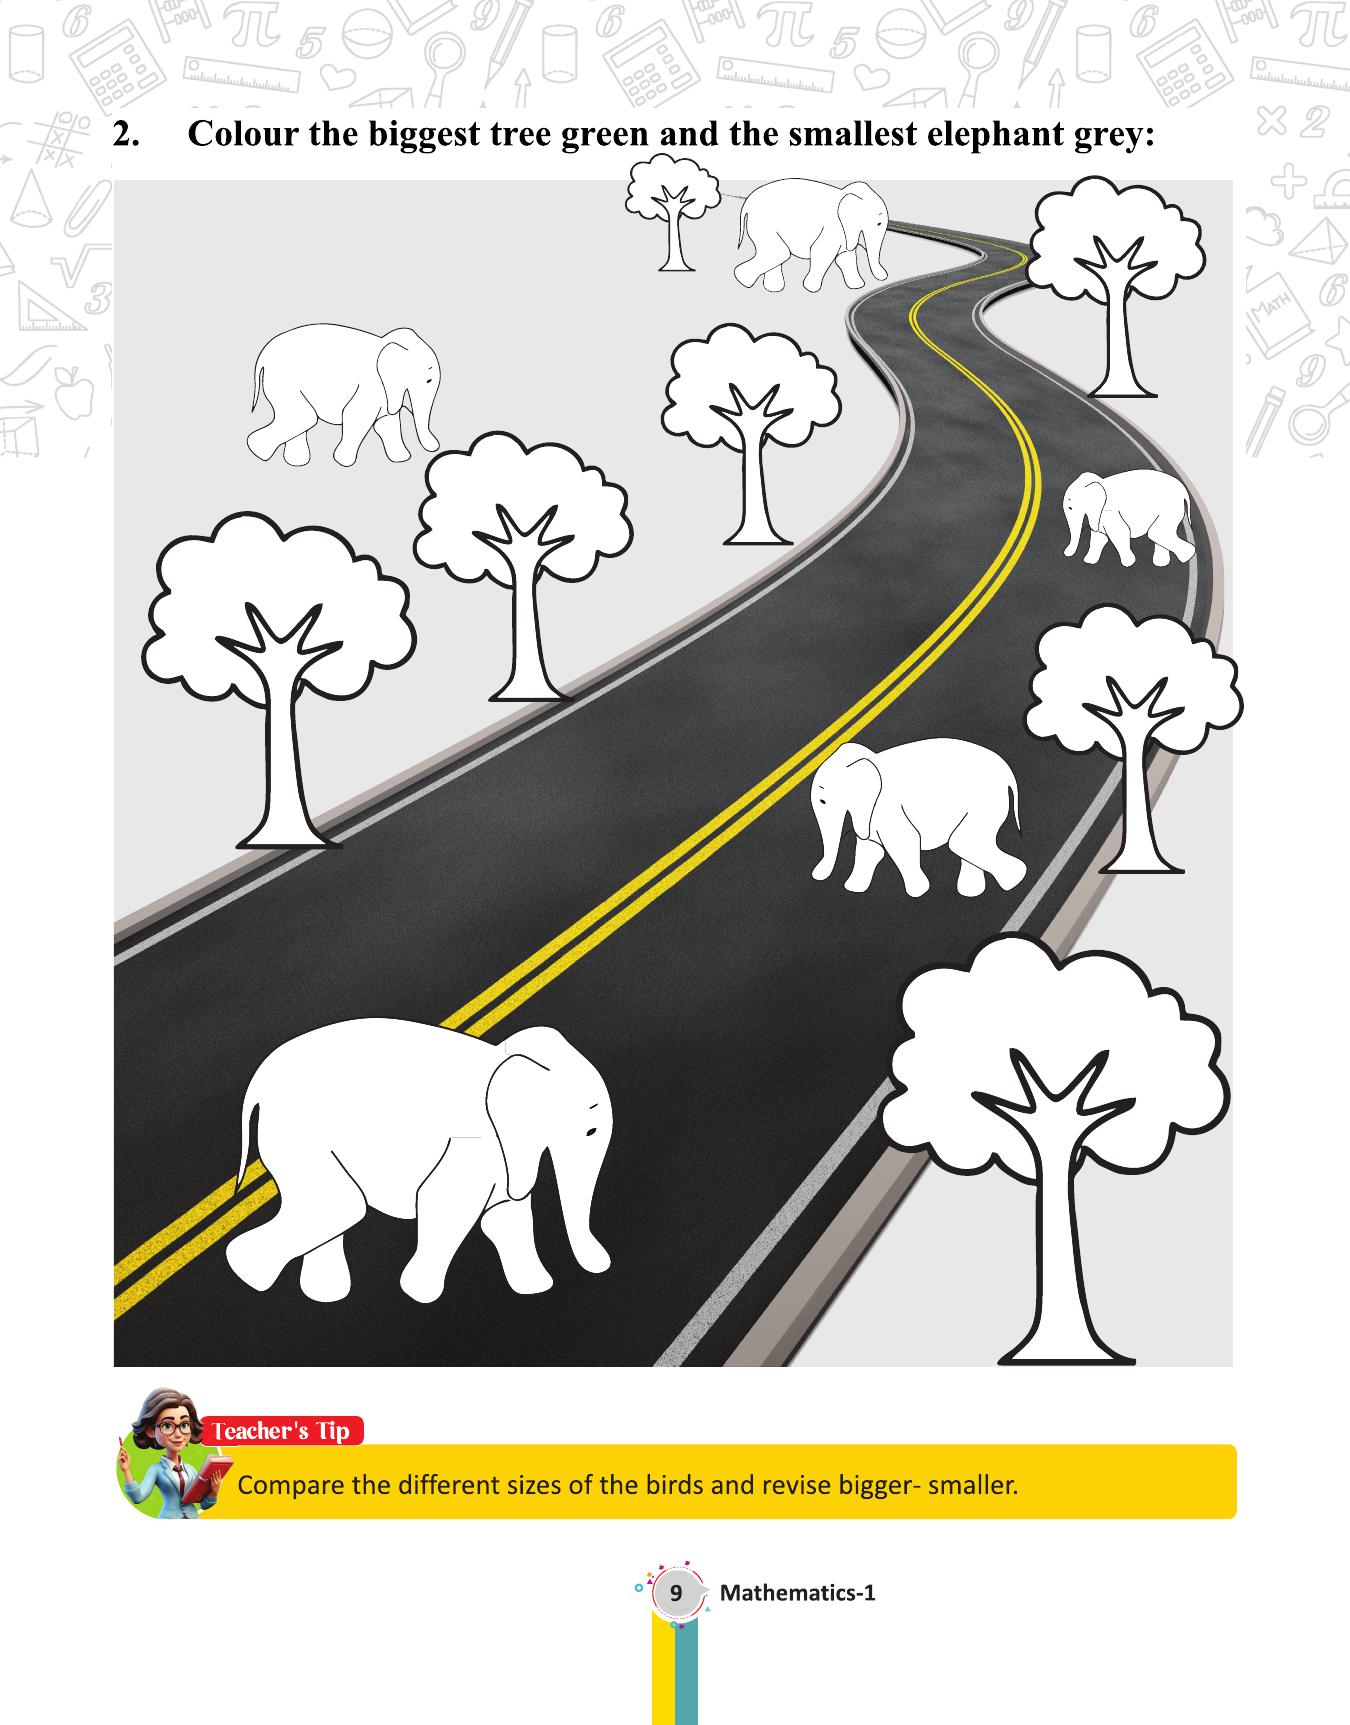 2. Colour the biggest tree green and the smallest elephant grey:
Teacher's Tip
Compare the different sizes of the birds and revise bigger- smaller.
9 Mathematics-1